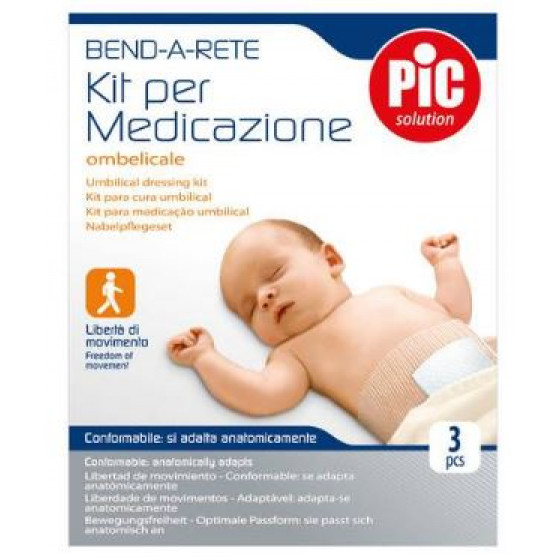 BEND-A-RETE
Kit per
Medicazione
ombelicale
Umbilical dressing kit
Kit para cura umbilical
Kit para medicação umbilical
Nabelpflegeset
PiC
solution
Libertà di
movimento
Freedom of
movement
Conformabile: si adatta anatomicamente
3
pcs
Conformable: anatomically adapts
Libertad de movimiento - Conformable: se adapta
anatómicamente
Liberdade de movimentos - Adaptável: adapta-se
anatomicamente
Bewegungsfreiheit - Optimale Passform: sie passt sich
anatomisch an